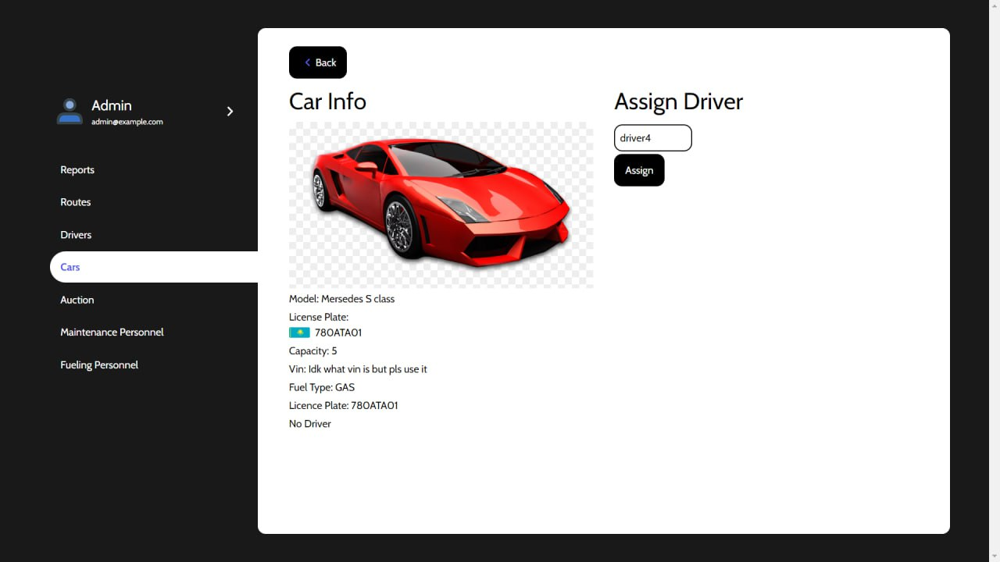 Admin
admin@example.com
Reports
Routes
Drivers
Cars
Auction
Maintenance Personnel
Fueling Personnel
Back
Car Info
Model: Mersedes S class
License Plate:
780ATA01
Capacity: 5
Vin: Idk what vin is but pls use it
Fuel Type: GAS
Licence Plate: 780ATA01
No Driver
Assign Driver
driver4
Assign